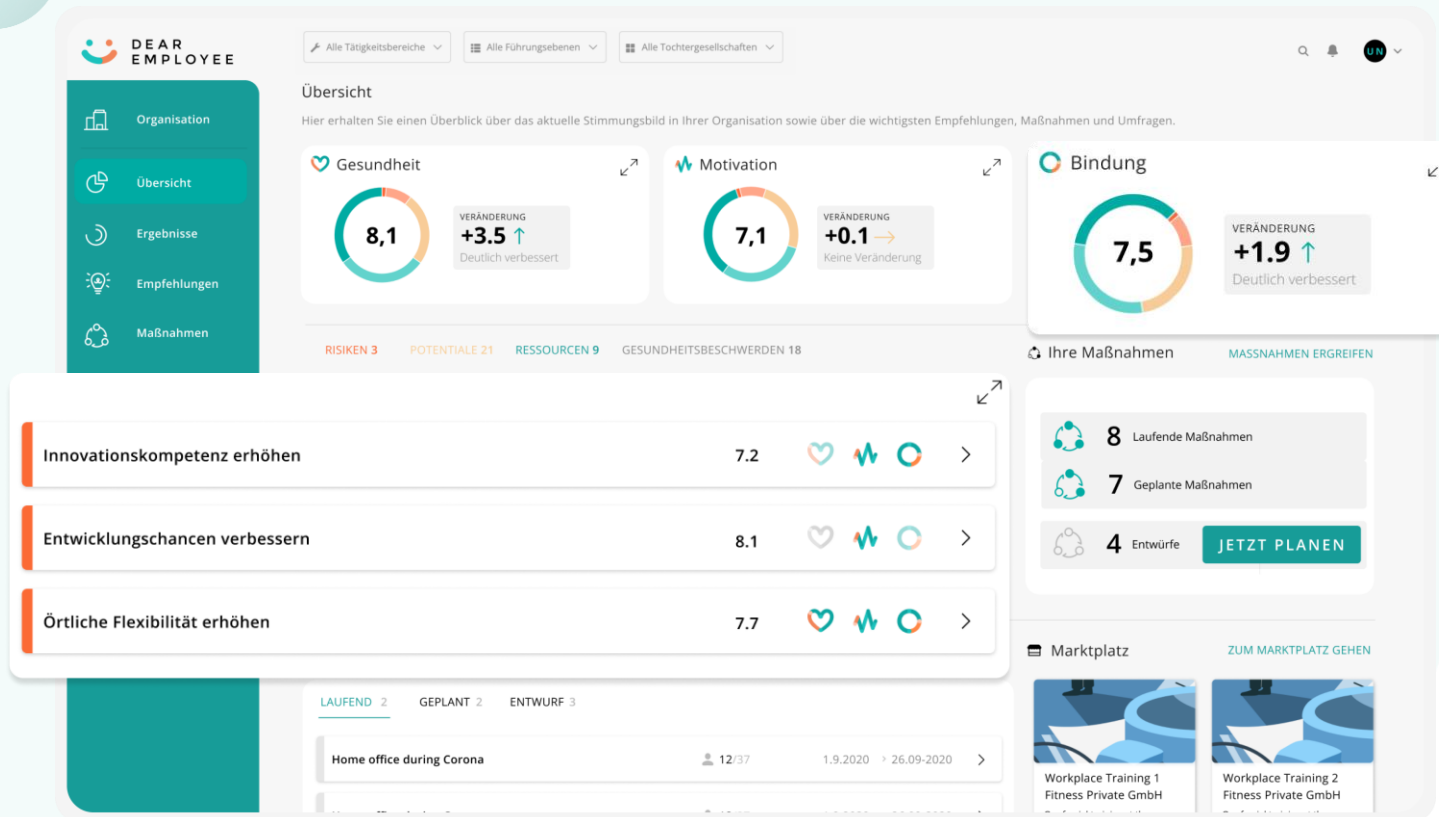 DEAR
EMPLOYEE
Alle Tätigkeitsbereiche
Alle Führungsebenen
Alle Tochtergesellschaften
UN
Organisation
Übersicht
Ergebnisse
Empfehlungen
Maßnahmen
Übersicht
Hier erhalten Sie einen Überblick über das aktuelle Stimmungsbild in Ihrer Organisation sowie über die wichtigsten Empfehlungen, Maßnahmen und Umfragen.
Gesundheit
8,1
VERÄNDERUNG
+3.5
Deutlich verbessert
Motivation
7,1
VERÄNDERUNG
+0.1
Keine Veränderung
Bindung
7,5
VERÄNDERUNG
+1.9
Deutlich verbessert
RISIKEN 3 POTENTIALE 21 RESSOURCEN 9 GESUNDHEITSBESCHWERDEN 18
Innovationskompetenz erhöhen 7.2
Entwicklungschancen verbessern 8.1
Örtliche Flexibilität erhöhen 7.7
Ihre Maßnahmen MASSNAHMEN ERGREIFEN
8 Laufende Maßnahmen
7 Geplante Maßnahmen
4 Entwürfe JETZT PLANEN
LAUFEND 2 GEPLANT 2 ENTWURF 3
Home office during Corona 12/37 1.9.2020 26.09-2020
Marktplatz ZUM MARKTPLATZ GEHEN
Workplace Training 1
Fitness Private GmbH
Workplace Training 2
Fitness Private GmbH